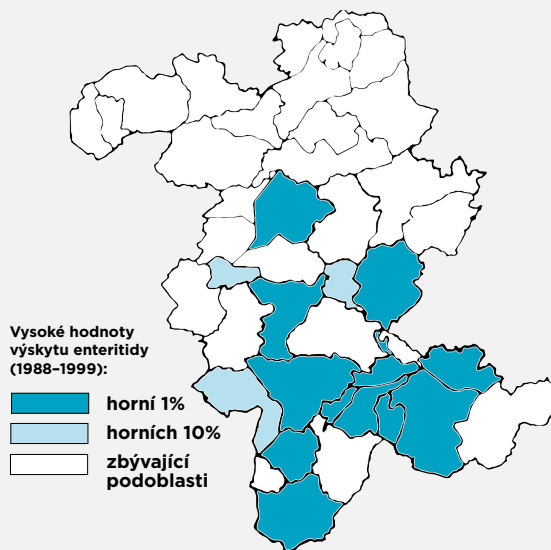 Vysoké hodnoty
výskytu enteritidy
(1988–1999):
horní 1%
horních 10%
zbývající
podoblasti